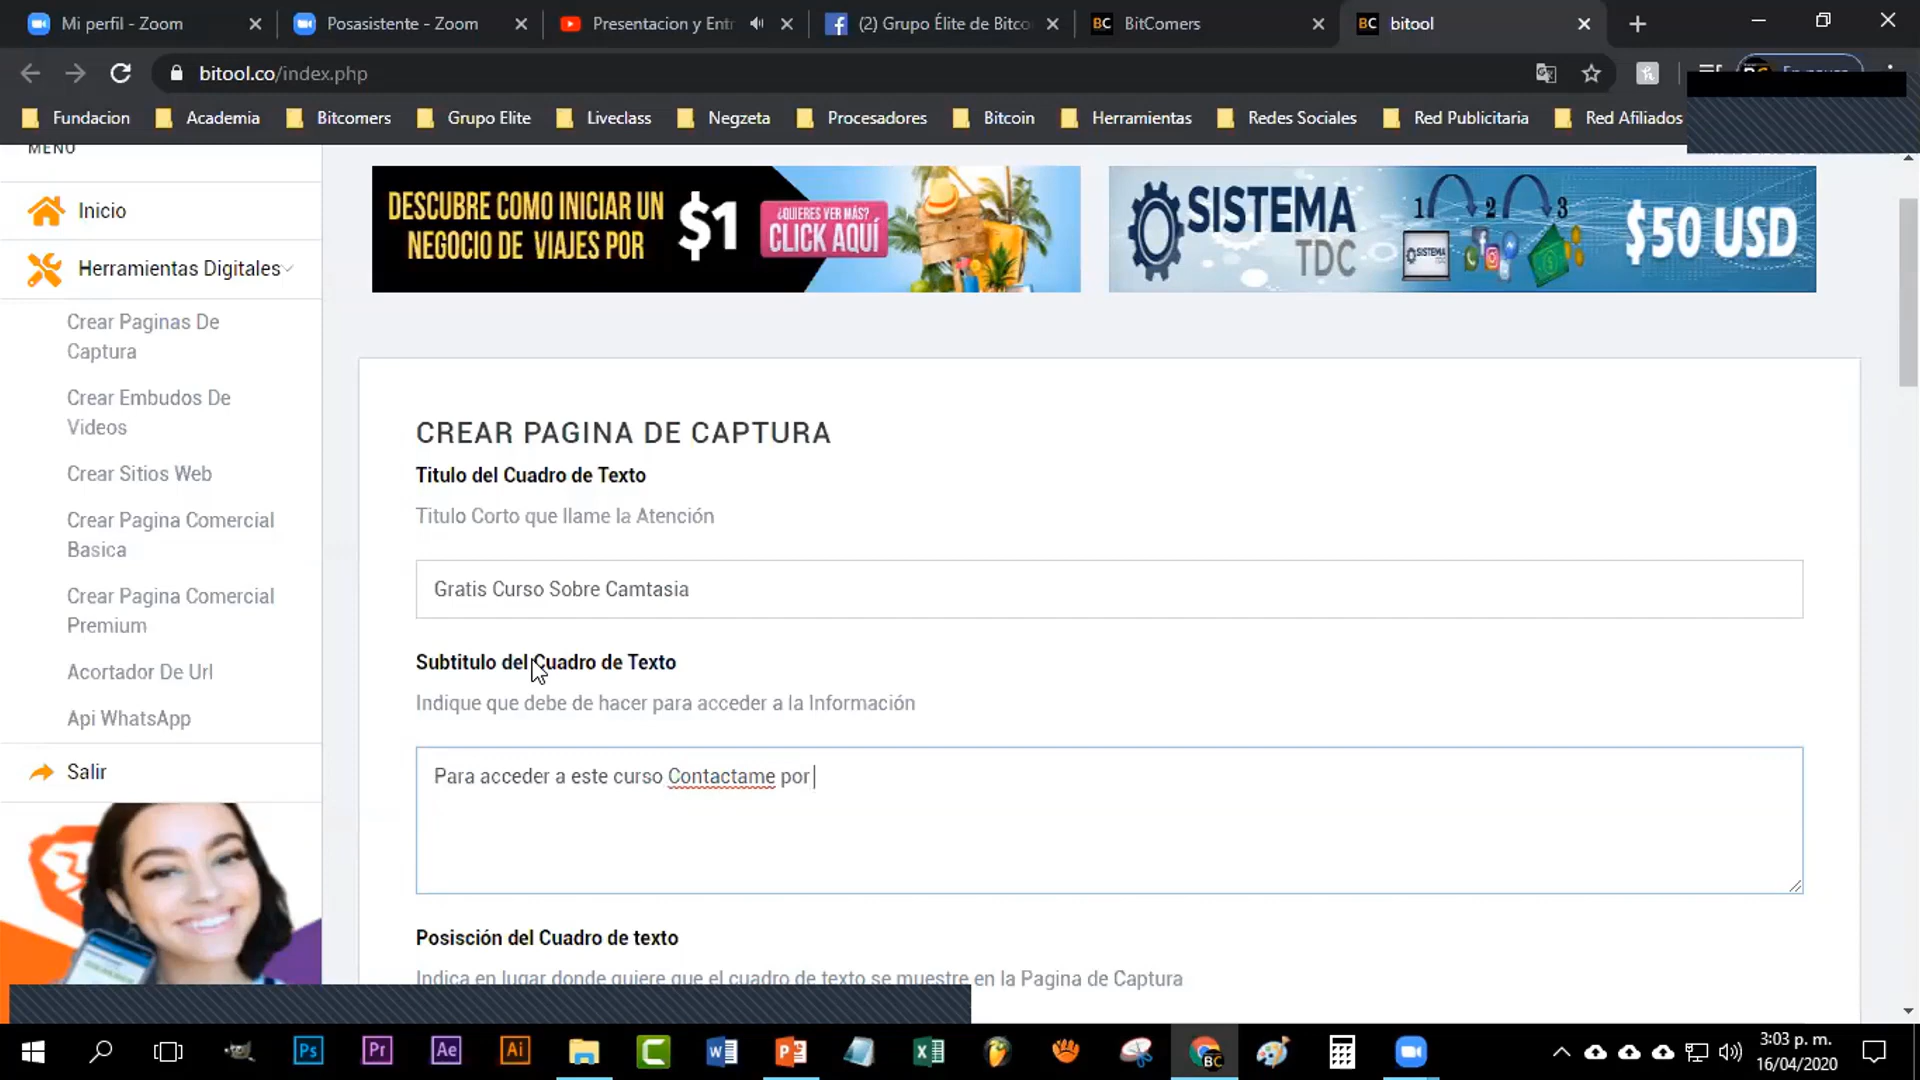 Mi perfil - Zoom
Posasistente - Zoom
Presentacion y Entr
(2) Grupo Élite de Bitco
BitComers
bitool
bitool.co/index.php
Fundacion
Academia
Bitcomers
Grupo Elite
Liveclass
Negzeta
Procesadores
Bitcoin
Herramientas
Redes Sociales
Red Publicitaria
Red Afiliados
MENU
Inicio
Herramientas Digitales
Crear Paginas De
Captura
Crear Embudos De
Videos
Crear Sitios Web
Crear Pagina Comercial
Basica
Crear Pagina Comercial
Premium
Acortador De Url
Api WhatsApp
Salir
DESCUBRE COMO INICIAR UN
NEGOCIO DE VIAJES POR
$1
¿QUIERES VER MÁS?
CLICK AQUÍ
SISTEMA
TDC
1 2 3
SISTEMA
$50 USD
CREAR PAGINA DE CAPTURA
Titulo del Cuadro de Texto
Titulo Corto que llame la Atención
Gratis Curso Sobre Camtasia
Subtitulo del Cuadro de Texto
Indique que debe de hacer para acceder a la Información
Para acceder a este curso Contactame por
Posisción del Cuadro de texto
Indica en lugar donde quiere que el cuadro de texto se muestre en la Pagina de Captura
3:03 p. m.
16/04/2020